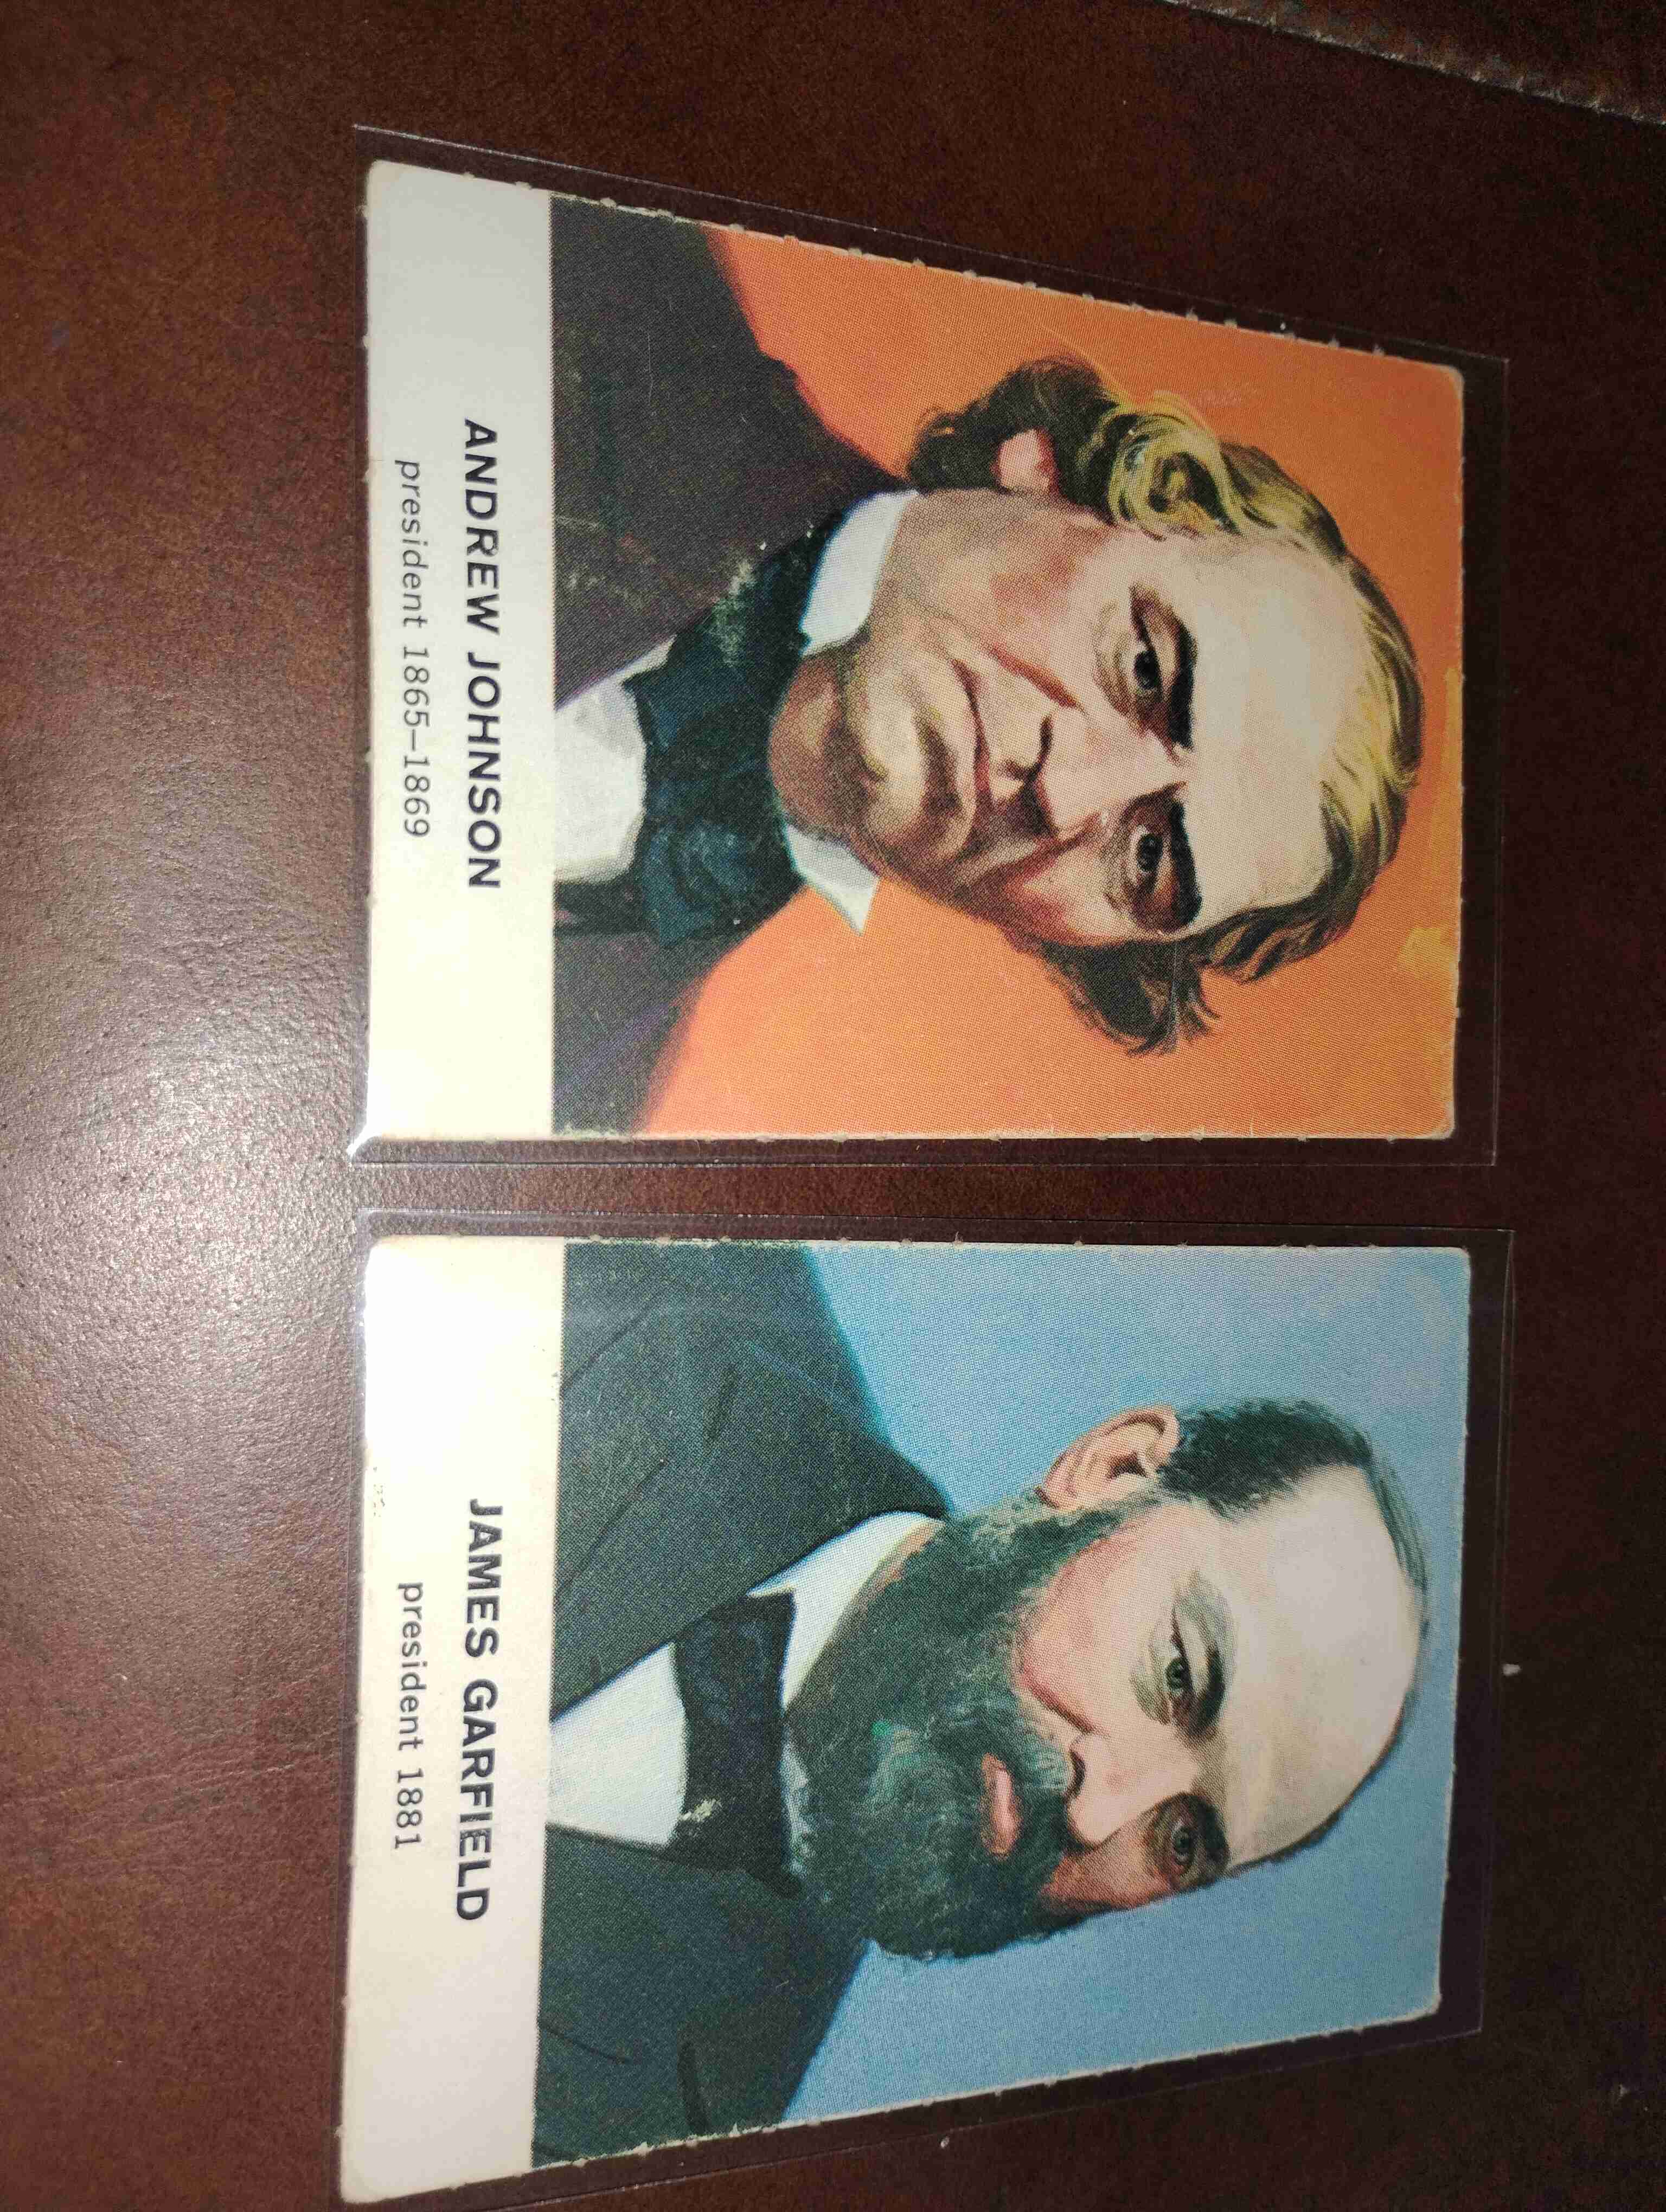 ANDREW JOHNSON
president 1865–1869
JAMES GARFIELD
president 1881